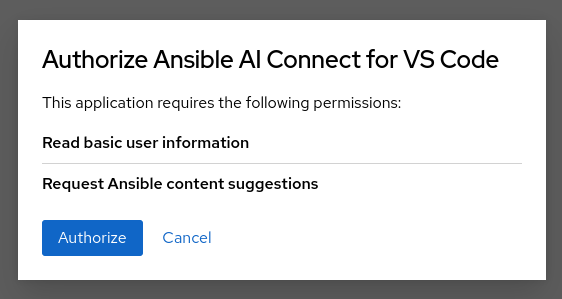 Authorize Ansible AI Connect for VS Code
This application requires the following permissions:
Read basic user information
Request Ansible content suggestions
Authorize Cancel